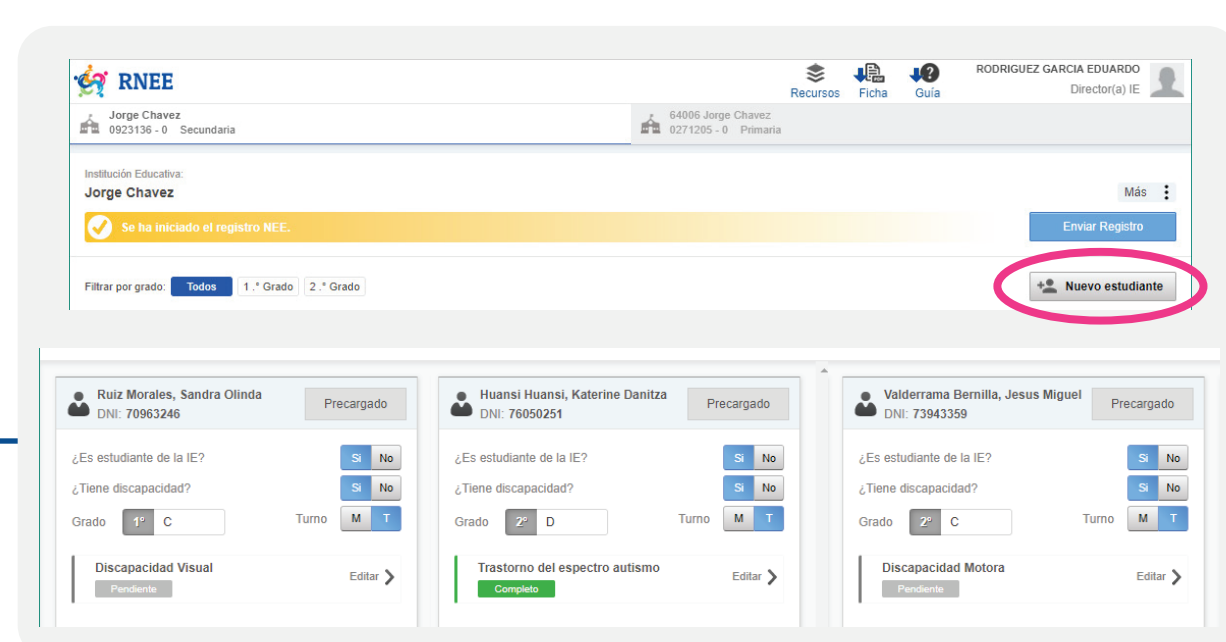 RNEE
Recursos
Ficha
Guía
RODRIGUEZ GARCIA EDUARDO
Director(a) IE
Jorge Chavez
0923136 - 0 Secundaria
64006 Jorge Chavez
0271205 - 0 Primaria
Institución Educativa:
Jorge Chavez
Más
Se ha iniciado el registro NEE.
Enviar Registro
Filtrar por grado: Todos 1 .° Grado 2 .° Grado
Nuevo estudiante
Ruiz Morales, Sandra Olinda
DNI: 70963246
Precargado
¿Es estudiante de la IE? Si No
¿Tiene discapacidad? Si No
Grado 1° C Turno M T
Discapacidad Visual
Pendiente
Editar
Huansi Huansi, Katerine Danitza
DNI: 76050251
Precargado
¿Es estudiante de la IE? Si No
¿Tiene discapacidad? Si No
Grado 2° D Turno M T
Trastorno del espectro autismo
Completo
Editar
Valderrama Bernilla, Jesus Miguel
DNI: 73943359
Precargado
¿Es estudiante de la IE? Si No
¿Tiene discapacidad? Si No
Grado 2° C Turno M T
Discapacidad Motora
Pendiente
Editar